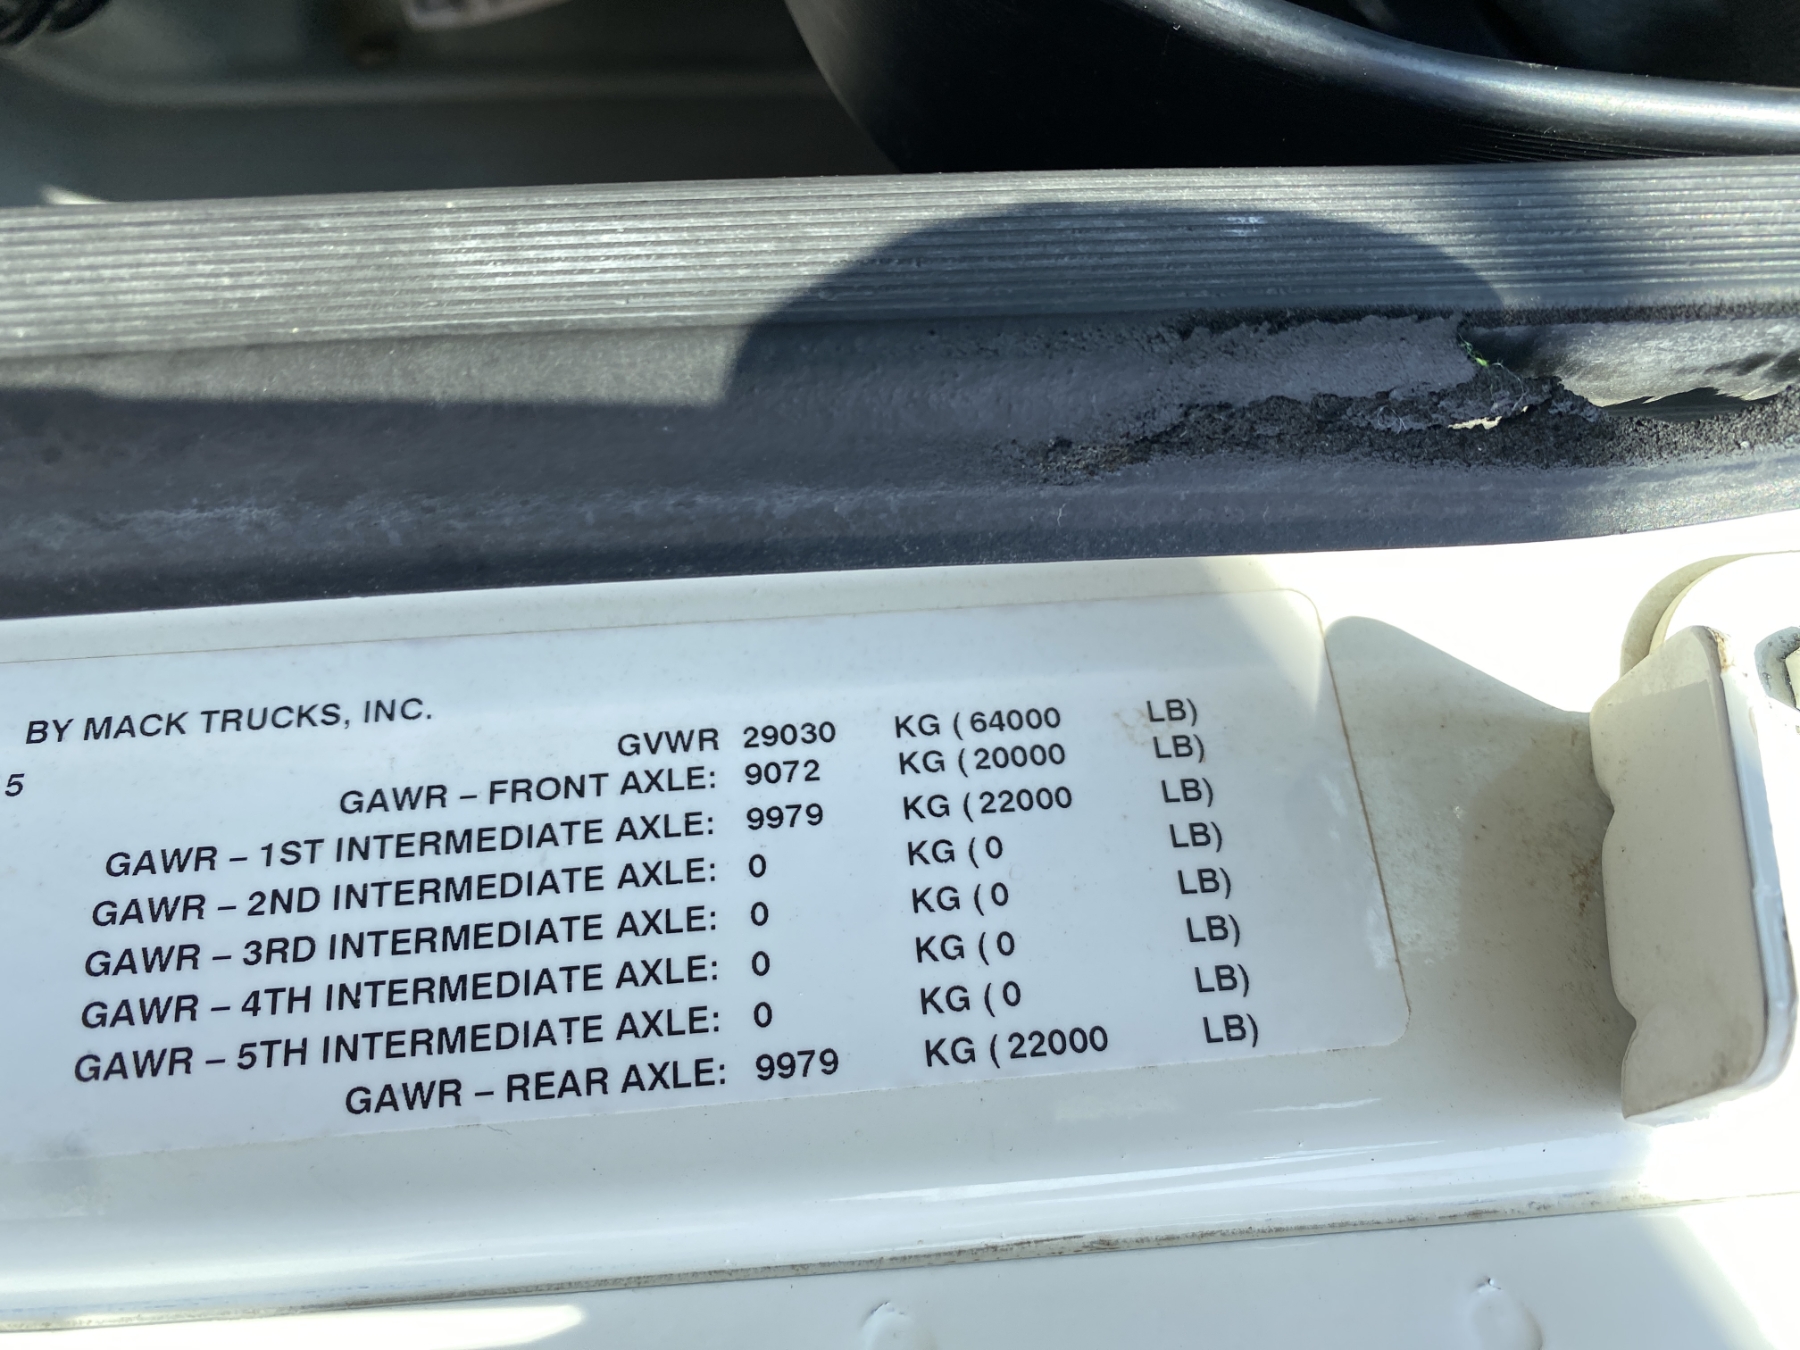 BY MACK TRUCKS, INC.
5
GVWR 29030 KG (64000 LB)
GAWR – FRONT AXLE: 9072 KG (20000 LB)
GAWR – 1ST INTERMEDIATE AXLE: 9979 KG (22000 LB)
GAWR – 2ND INTERMEDIATE AXLE: 0 KG (0 LB)
GAWR – 3RD INTERMEDIATE AXLE: 0 KG (0 LB)
GAWR – 4TH INTERMEDIATE AXLE: 0 KG (0 LB)
GAWR – 5TH INTERMEDIATE AXLE: 0 KG (0 LB)
GAWR – REAR AXLE: 9979 KG (22000 LB)